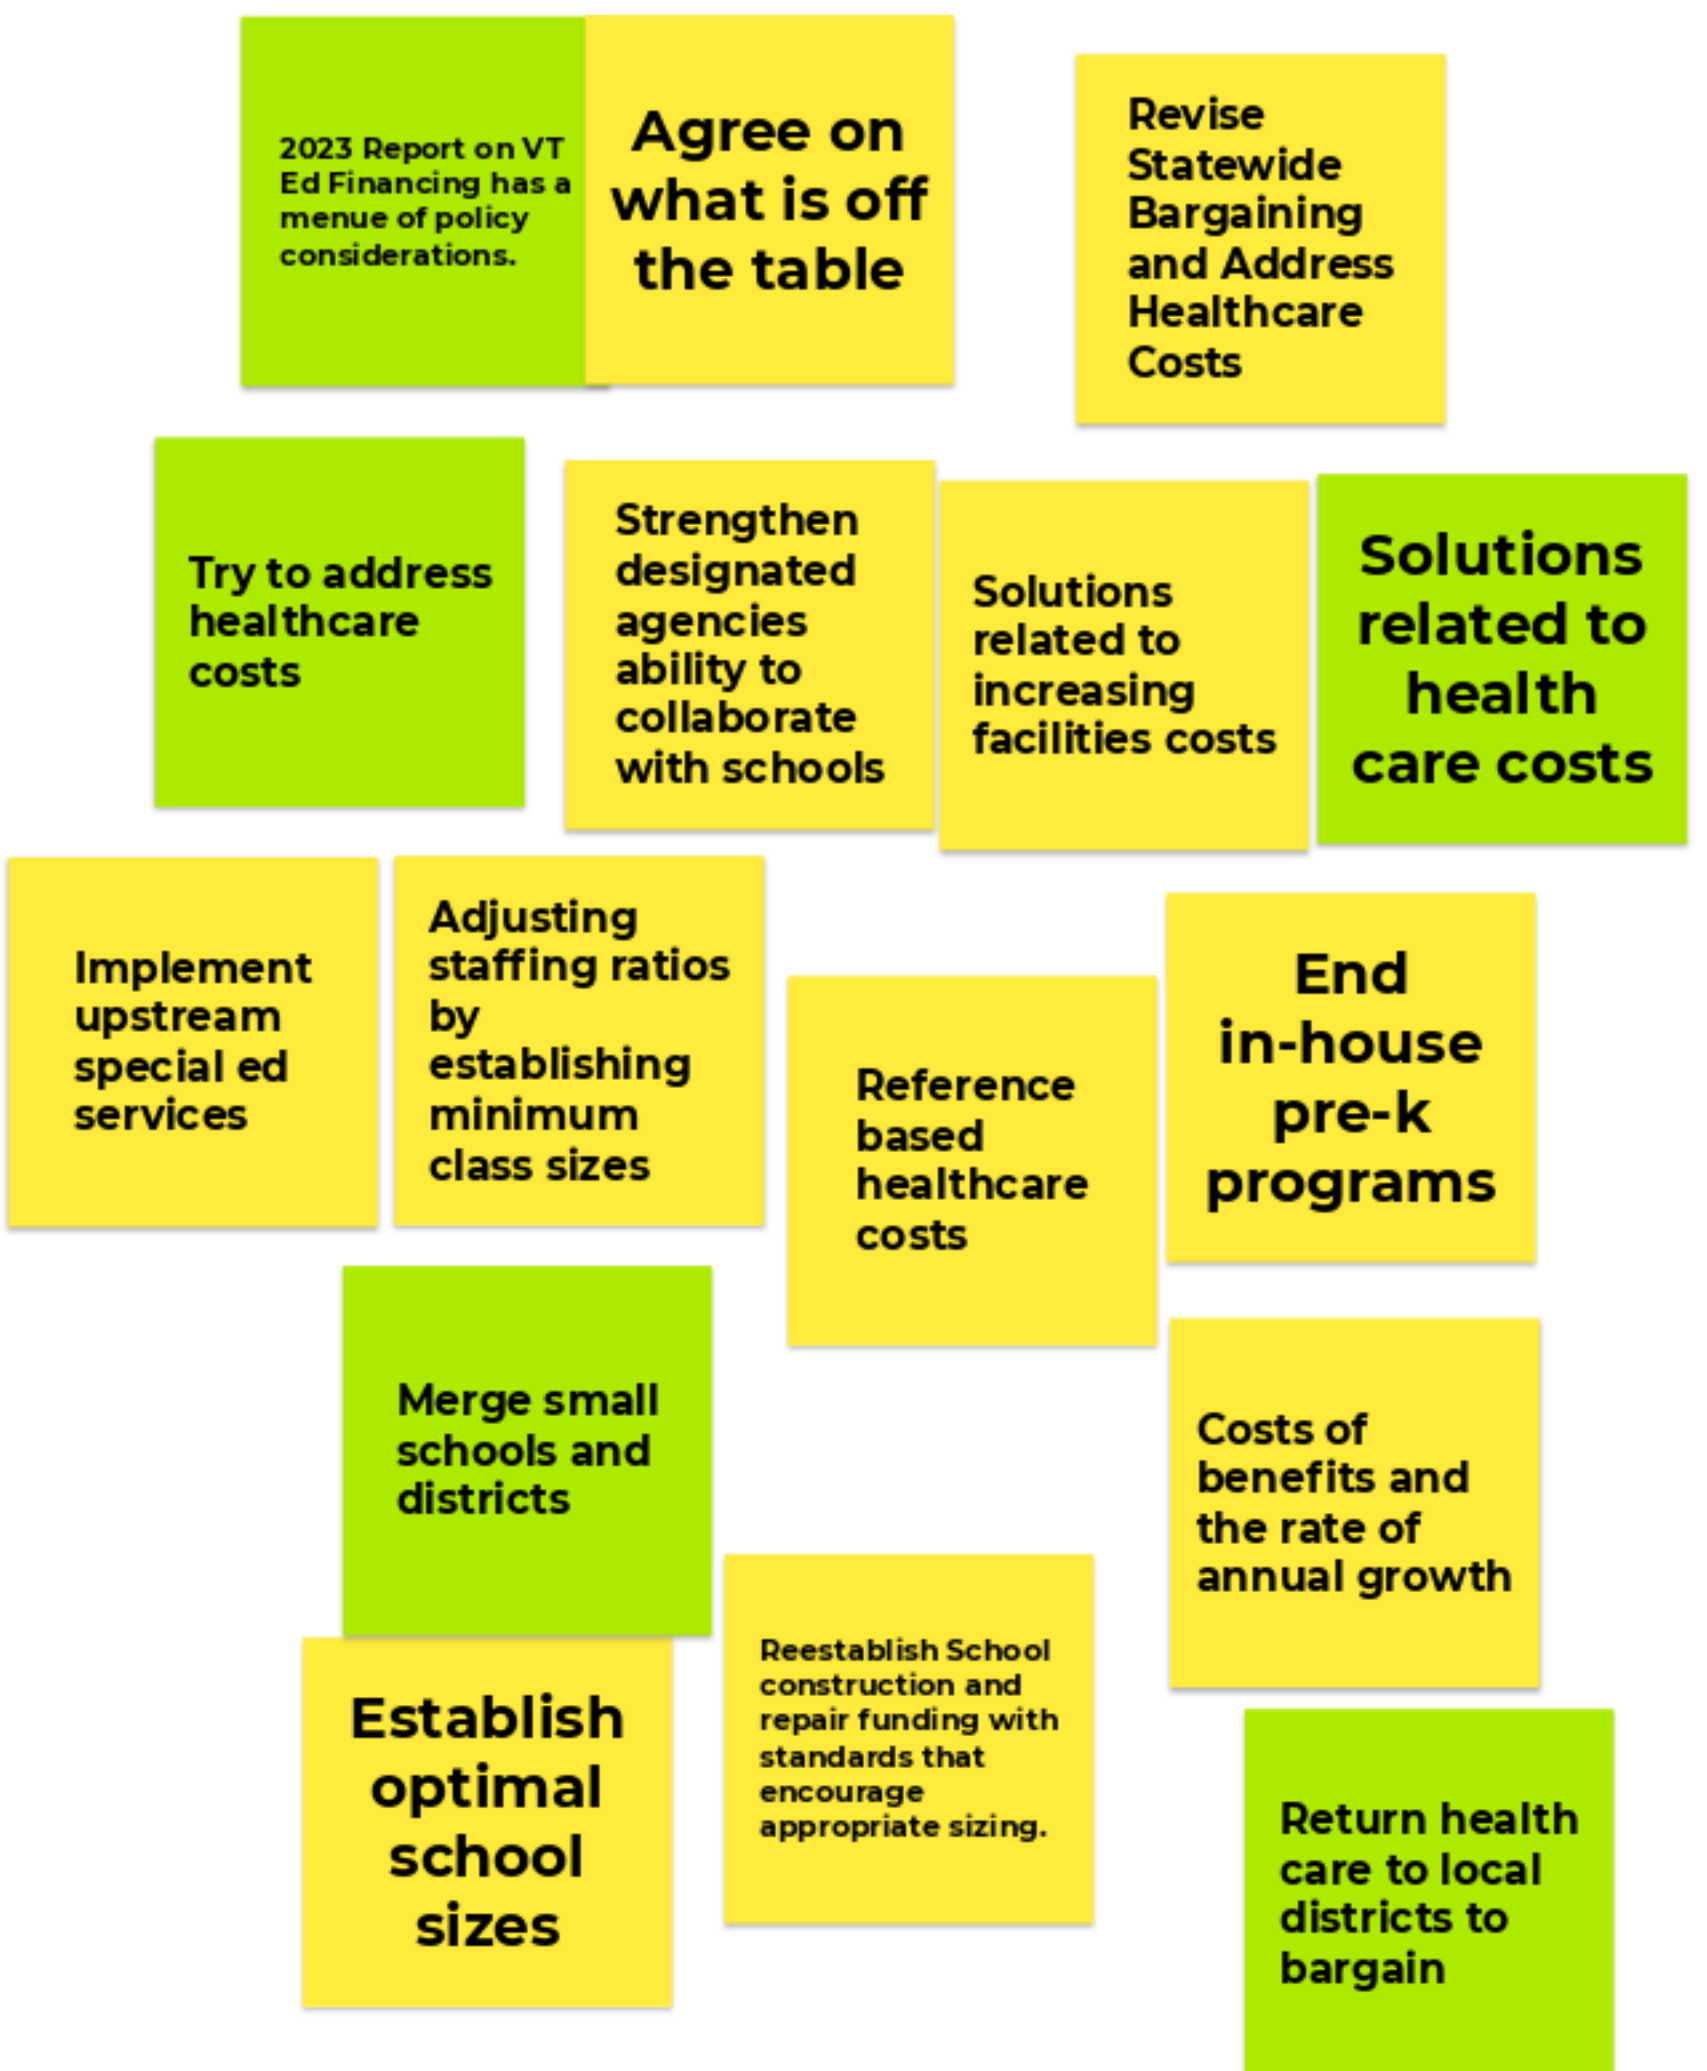 2023 Report on VT
Ed Financing has a
menue of policy
considerations.
Agree on
what is off
the table
Revise
Statewide
Bargaining
and Address
Healthcare
Costs
Try to address
healthcare
costs
Strengthen
designated
agencies
ability to
collaborate
with schools
Solutions
related to
increasing
facilities costs
Solutions
related to
health
care costs
Implement
upstream
special ed
services
Adjusting
staffing ratios
by
establishing
minimum
class sizes
Reference
based
healthcare
costs
End
in-house
pre-k
programs
Merge small
schools and
districts
Costs of
benefits and
the rate of
annual growth
Establish
optimal
school
sizes
Reestablish School
construction and
repair funding with
standards that
encourage
appropriate sizing.
Return health
care to local
districts to
bargain